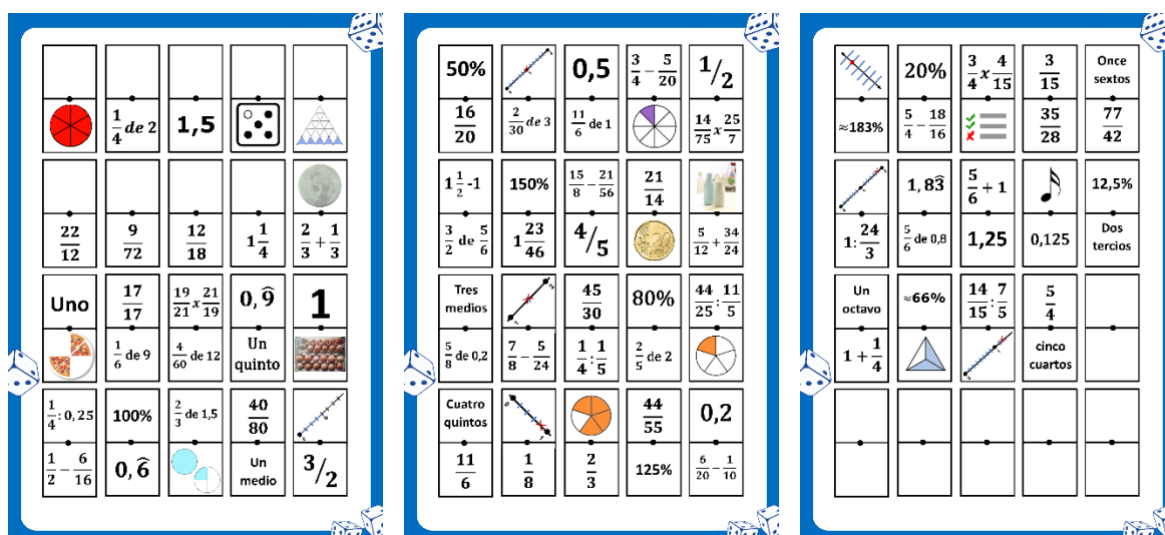 1/4 de 2
1,5
22/12
9/72
12/18
1 1/4
2/3 + 1/3
Uno
17/17
19/21 x 21/19
0,9̂
1
1/6 de 9
4/60 de 12
Un
quinto
1/4 : 0,25
100%
2/3 de 1,5
40/80
1/2 − 6/16
0,6̂
Un
medio
3/2
50%
0,5
3/4 − 5/20
1/2
16/20
2/30 de 3
11/6 de 1
14/75 x 25/7
1 1/2 -1
150%
15/8 − 21/56
21/14
3/2 de 5/6
1 23/46
4/5
5/12 + 34/24
Tres
medios
45/30
80%
44/25 : 11/5
5/8 de 0,2
7/8 − 5/24
1/4 : 1/5
2/5 de 2
Cuatro
quintos
44/55
0,2
11/6
1/8
2/3
125%
6/20 − 1/10
20%
3/4 x 4/15
3/15
Once
sextos
≈183%
5/4 − 18/16
35/28
77/42
1,83̂
5/6 + 1
12,5%
1: 24/3
5/6 de 0,8
1,25
0,125
Dos
tercios
Un
octavo
≈66%
14/15 : 7/5
5/4
1 + 1/4
cinco
cuartos